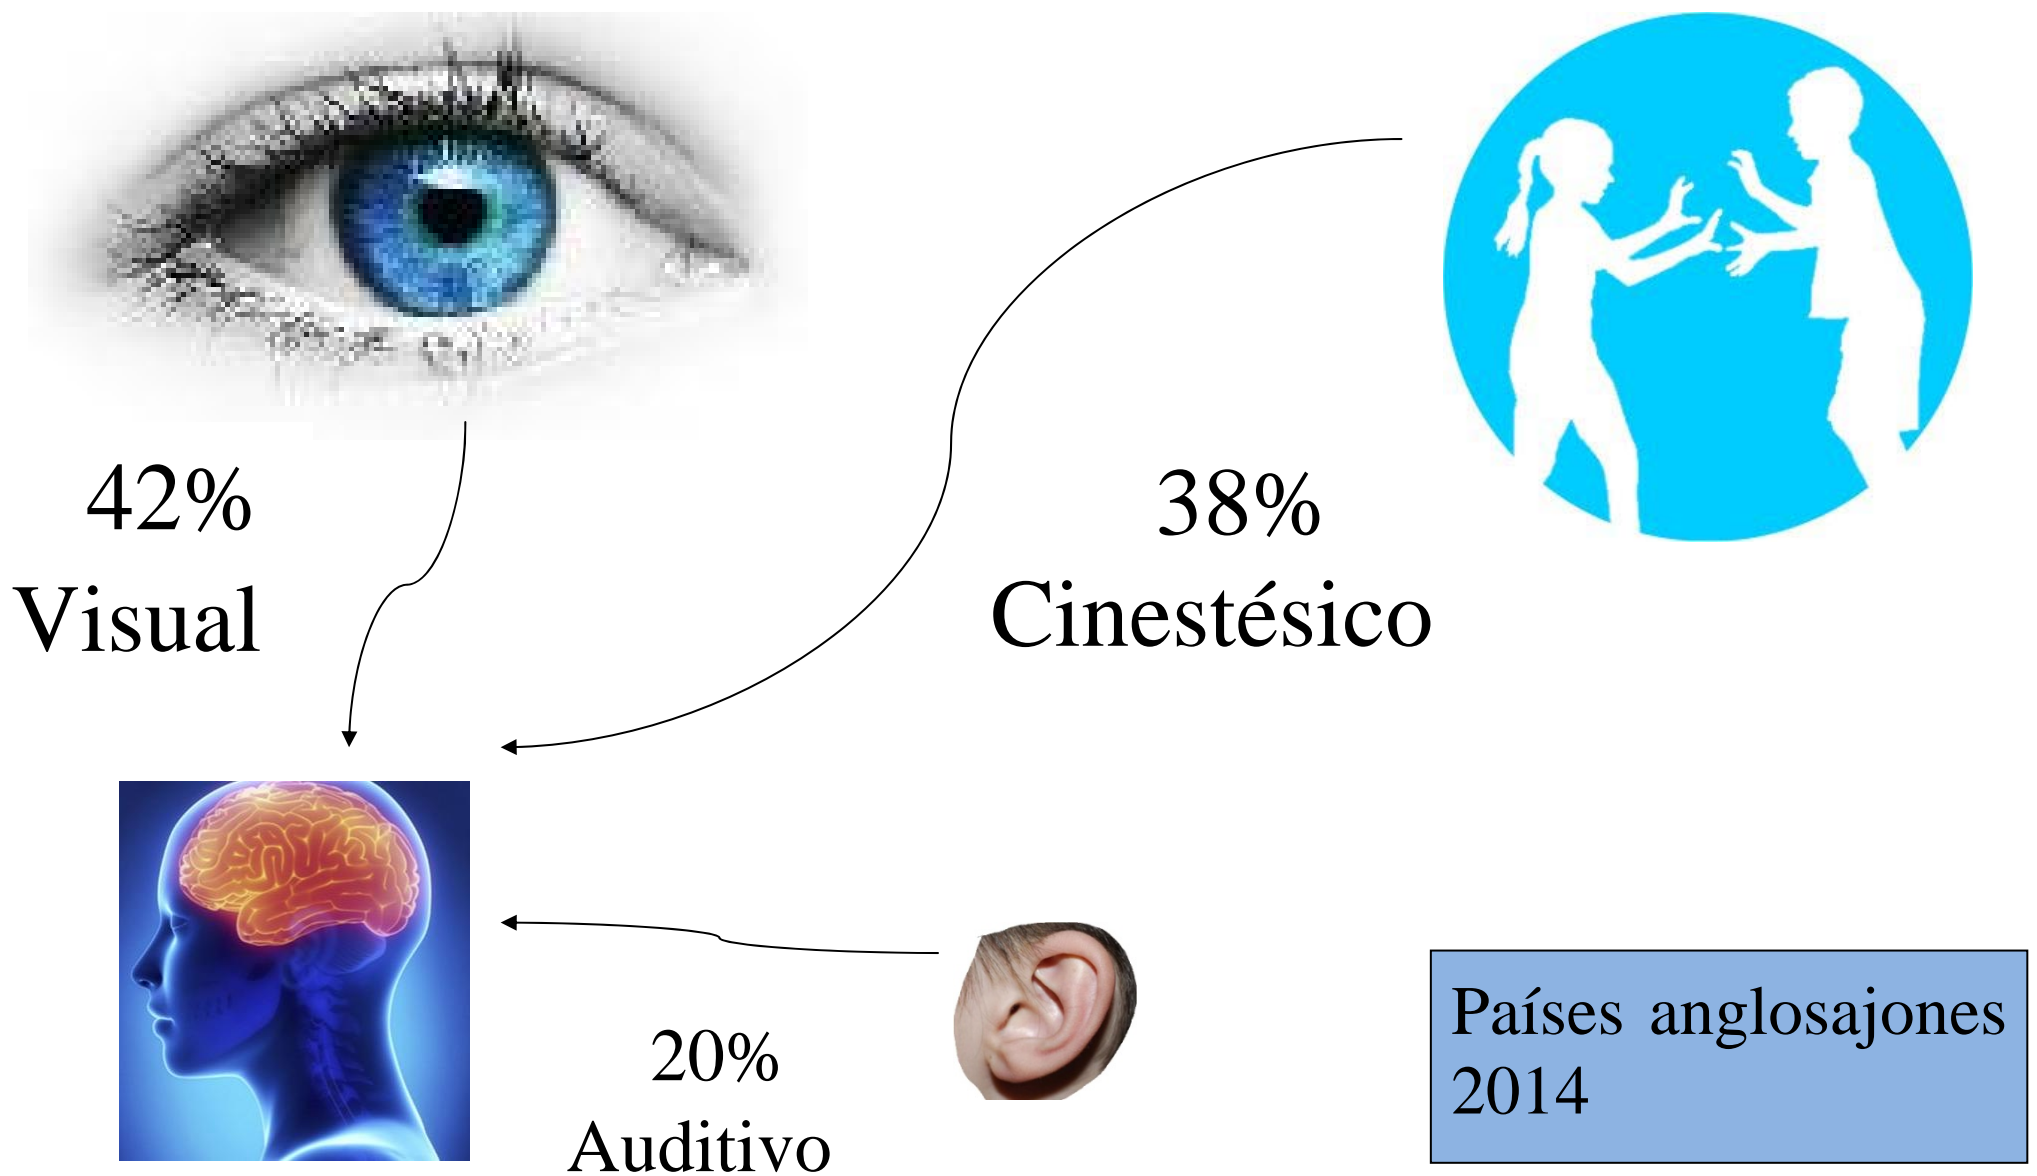 42%
Visual
38%
Cinestésico
20%
Auditivo
Países anglosajones
2014